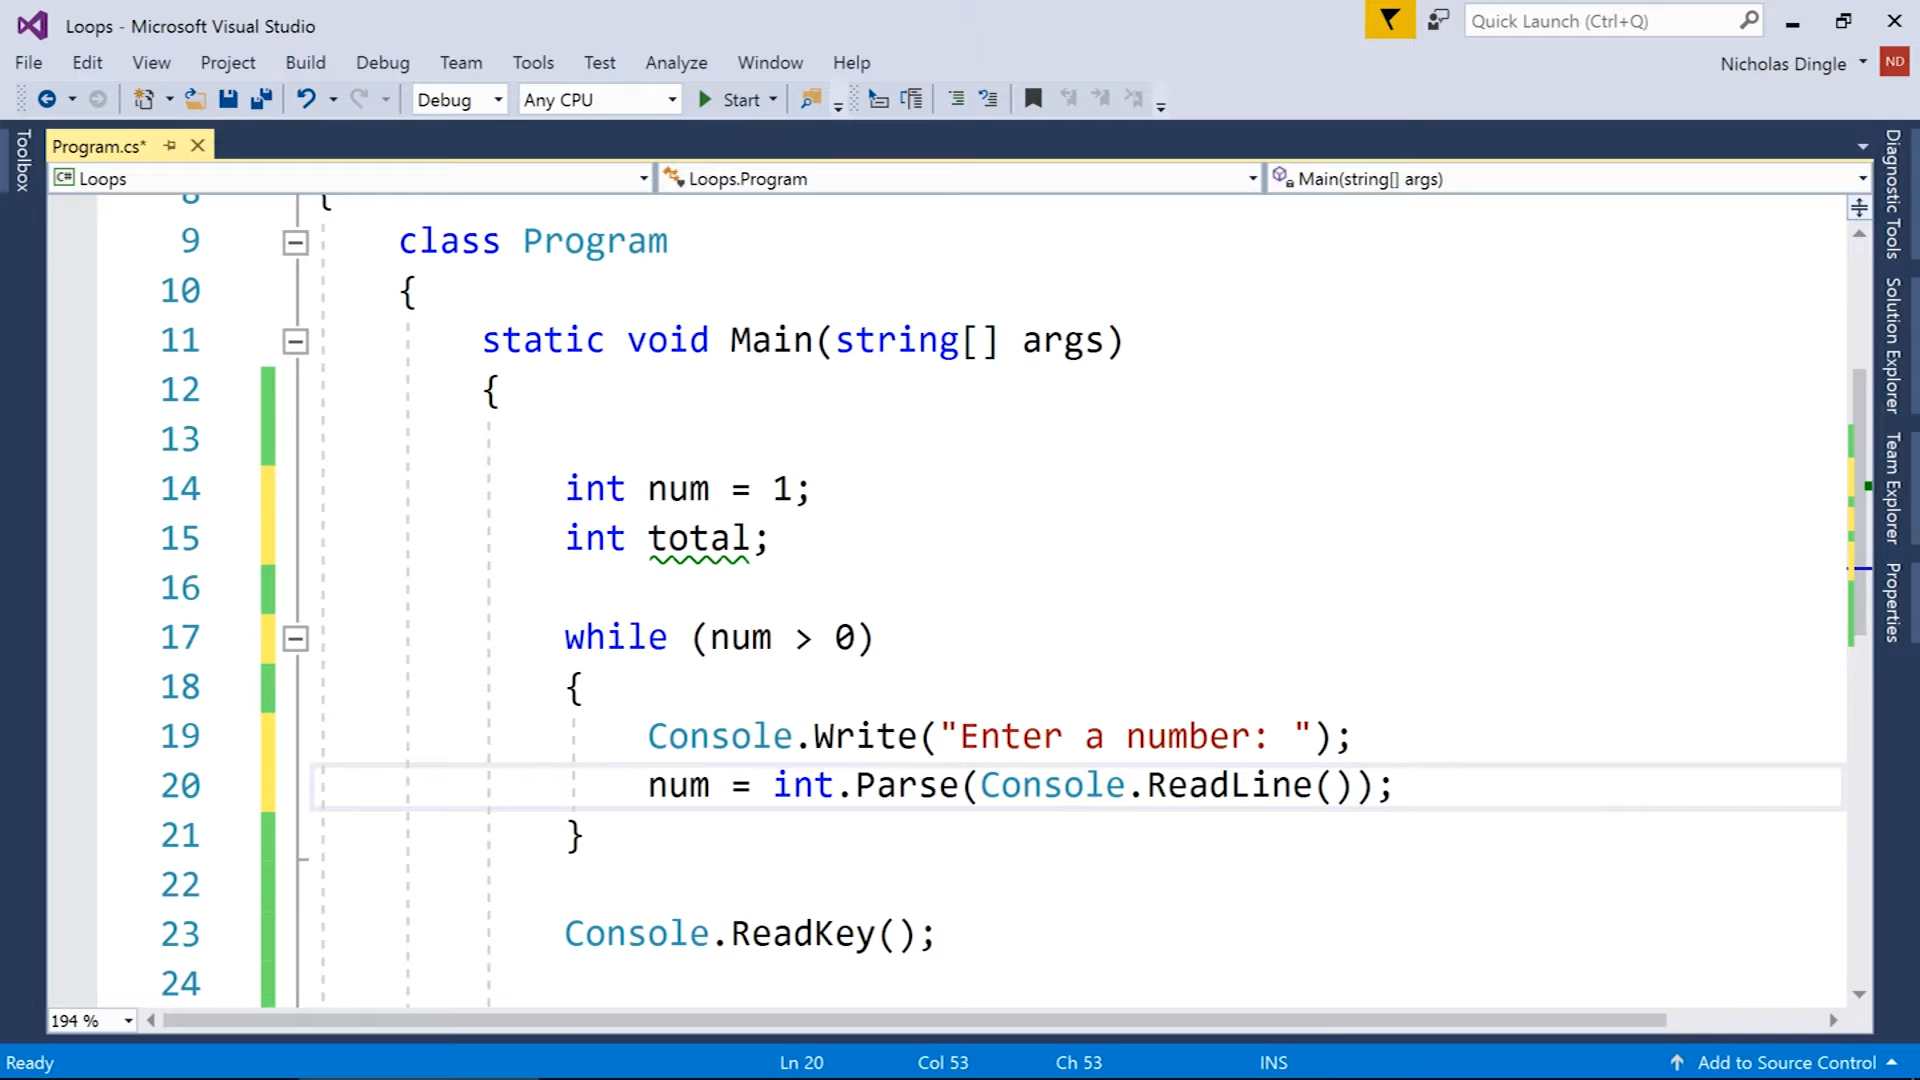 Loops - Microsoft Visual Studio
Quick Launch (Ctrl+Q)
File Edit View Project Build Debug Team Tools Test Analyze Window Help
Nicholas Dingle ND
Debug Any CPU Start
Toolbox
Program.cs*
C# Loops
Loops.Program
Main(string[] args)
8 {
9 class Program
10 {
11 static void Main(string[] args)
12 {
13
14 int num = 1;
15 int total;
16
17 while (num > 0)
18 {
19 Console.Write("Enter a number: ");
20 num = int.Parse(Console.ReadLine());
21 }
22
23 Console.ReadKey();
24
Diagnostic Tools
Solution Explorer
Team Explorer
Properties
194 %
Ready Ln 20 Col 53 Ch 53 INS Add to Source Control